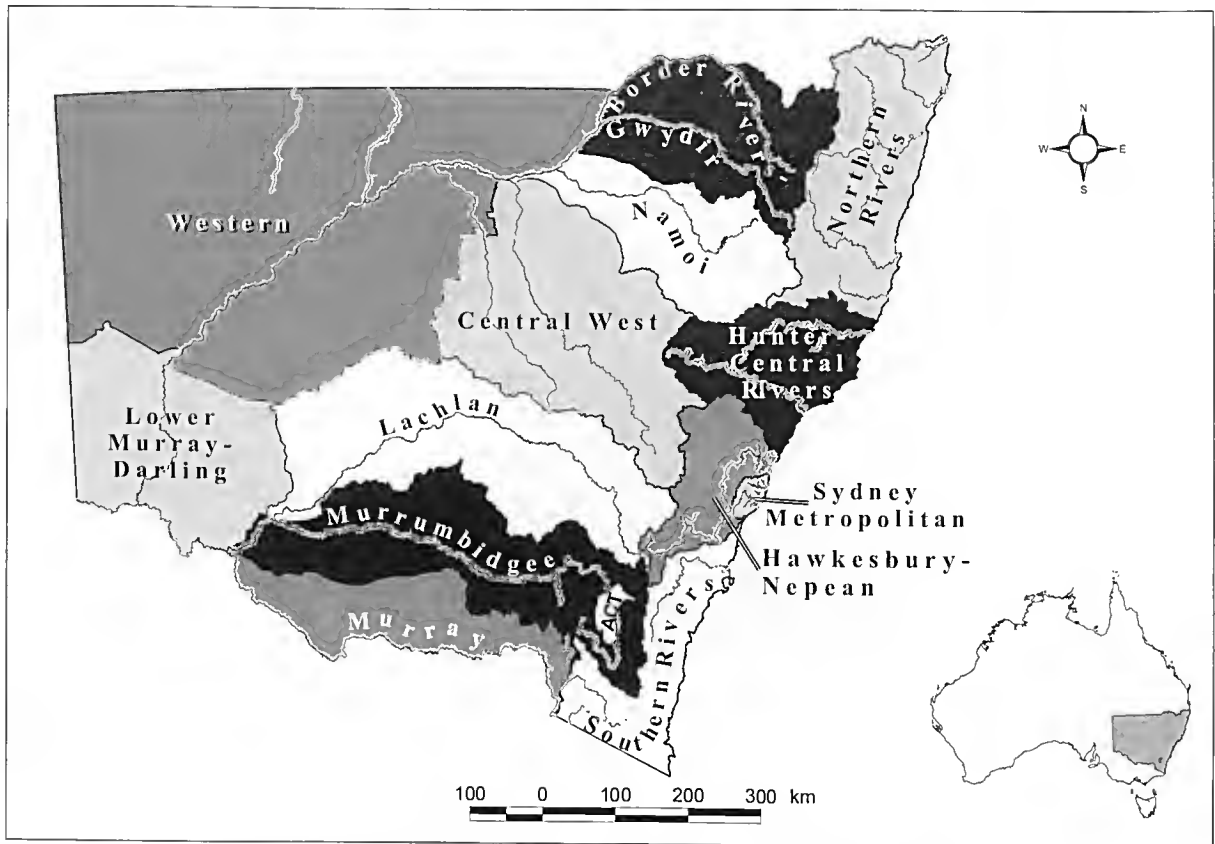 Border Rivers
Gwydir
Northern
Rivers
N
W E
S
Western
Namoi
Central West
Hunter
Central
Rivers
Lower
Murray-
Darling
Lachlan
Sydney
Metropolitan
Murrumbidgee
Hawkesbury-
Nepean
ACT
Murray
Southern Rivers
100 0 100 200 300 km